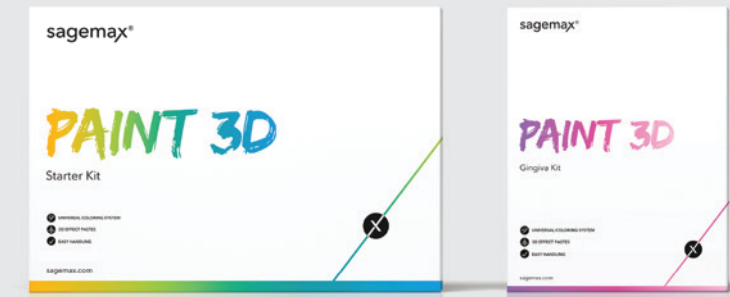 sagemax®
PAINT 3D
Starter Kit
UNIVERSAL COLORING SYSTEM
3D EFFECT PASTES
EASY HANDLING
sagemax.com
X
sagemax®
PAINT 3D
Gingiva Kit
UNIVERSAL COLORING SYSTEM
3D EFFECT PASTES
EASY HANDLING
sagemax.com
X